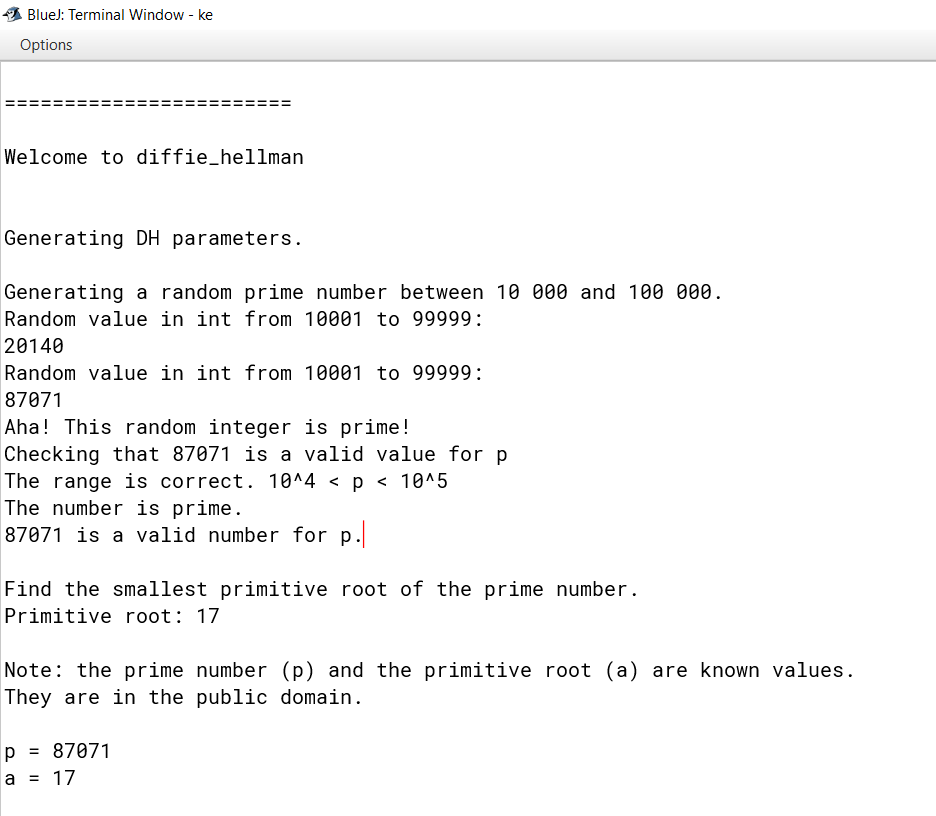 BlueJ: Terminal Window - ke
Options
========================
Welcome to diffie_hellman
Generating DH parameters.
Generating a random prime number between 10 000 and 100 000.
Random value in int from 10001 to 99999:
20140
Random value in int from 10001 to 99999:
87071
Aha! This random integer is prime!
Checking that 87071 is a valid value for p
The range is correct. 10^4 < p < 10^5
The number is prime.
87071 is a valid number for p.
Find the smallest primitive root of the prime number.
Primitive root: 17
Note: the prime number (p) and the primitive root (a) are known values.
They are in the public domain.
p = 87071
a = 17